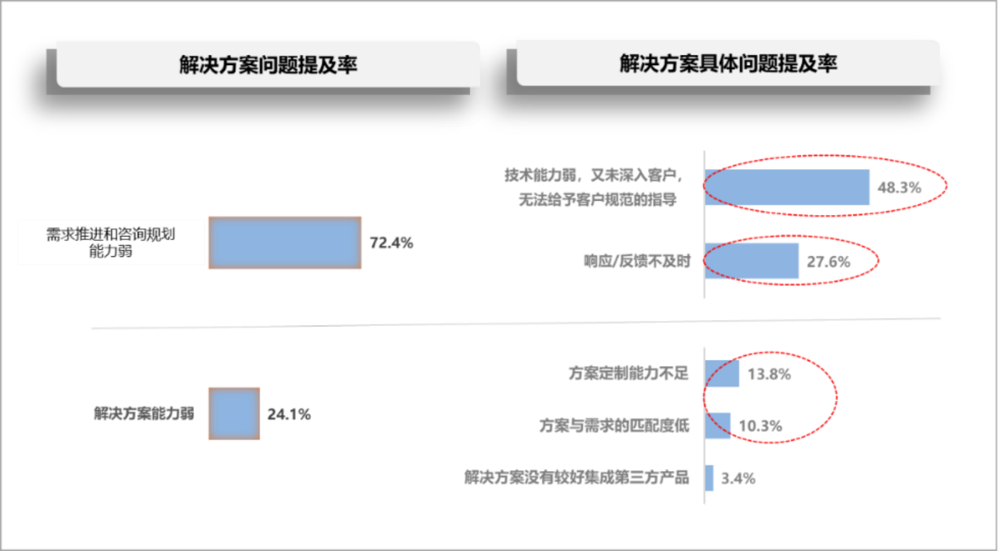 解决方案问题提及率
解决方案具体问题提及率
需求推进和咨询规划
能力弱
72.4%
技术能力弱，又未深入客户，
无法给予客户规范的指导
48.3%
响应/反馈不及时
27.6%
解决方案能力弱
24.1%
方案定制能力不足
13.8%
方案与需求的匹配度低
10.3%
解决方案没有较好集成第三方产品
3.4%